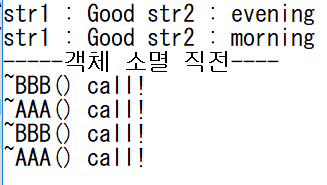 str1 : Good str2 : evening
str1 : Good str2 : morning
-----객체 소멸 직전----
~BBB() call!
~AAA() call!
~BBB() call!
~AAA() call!